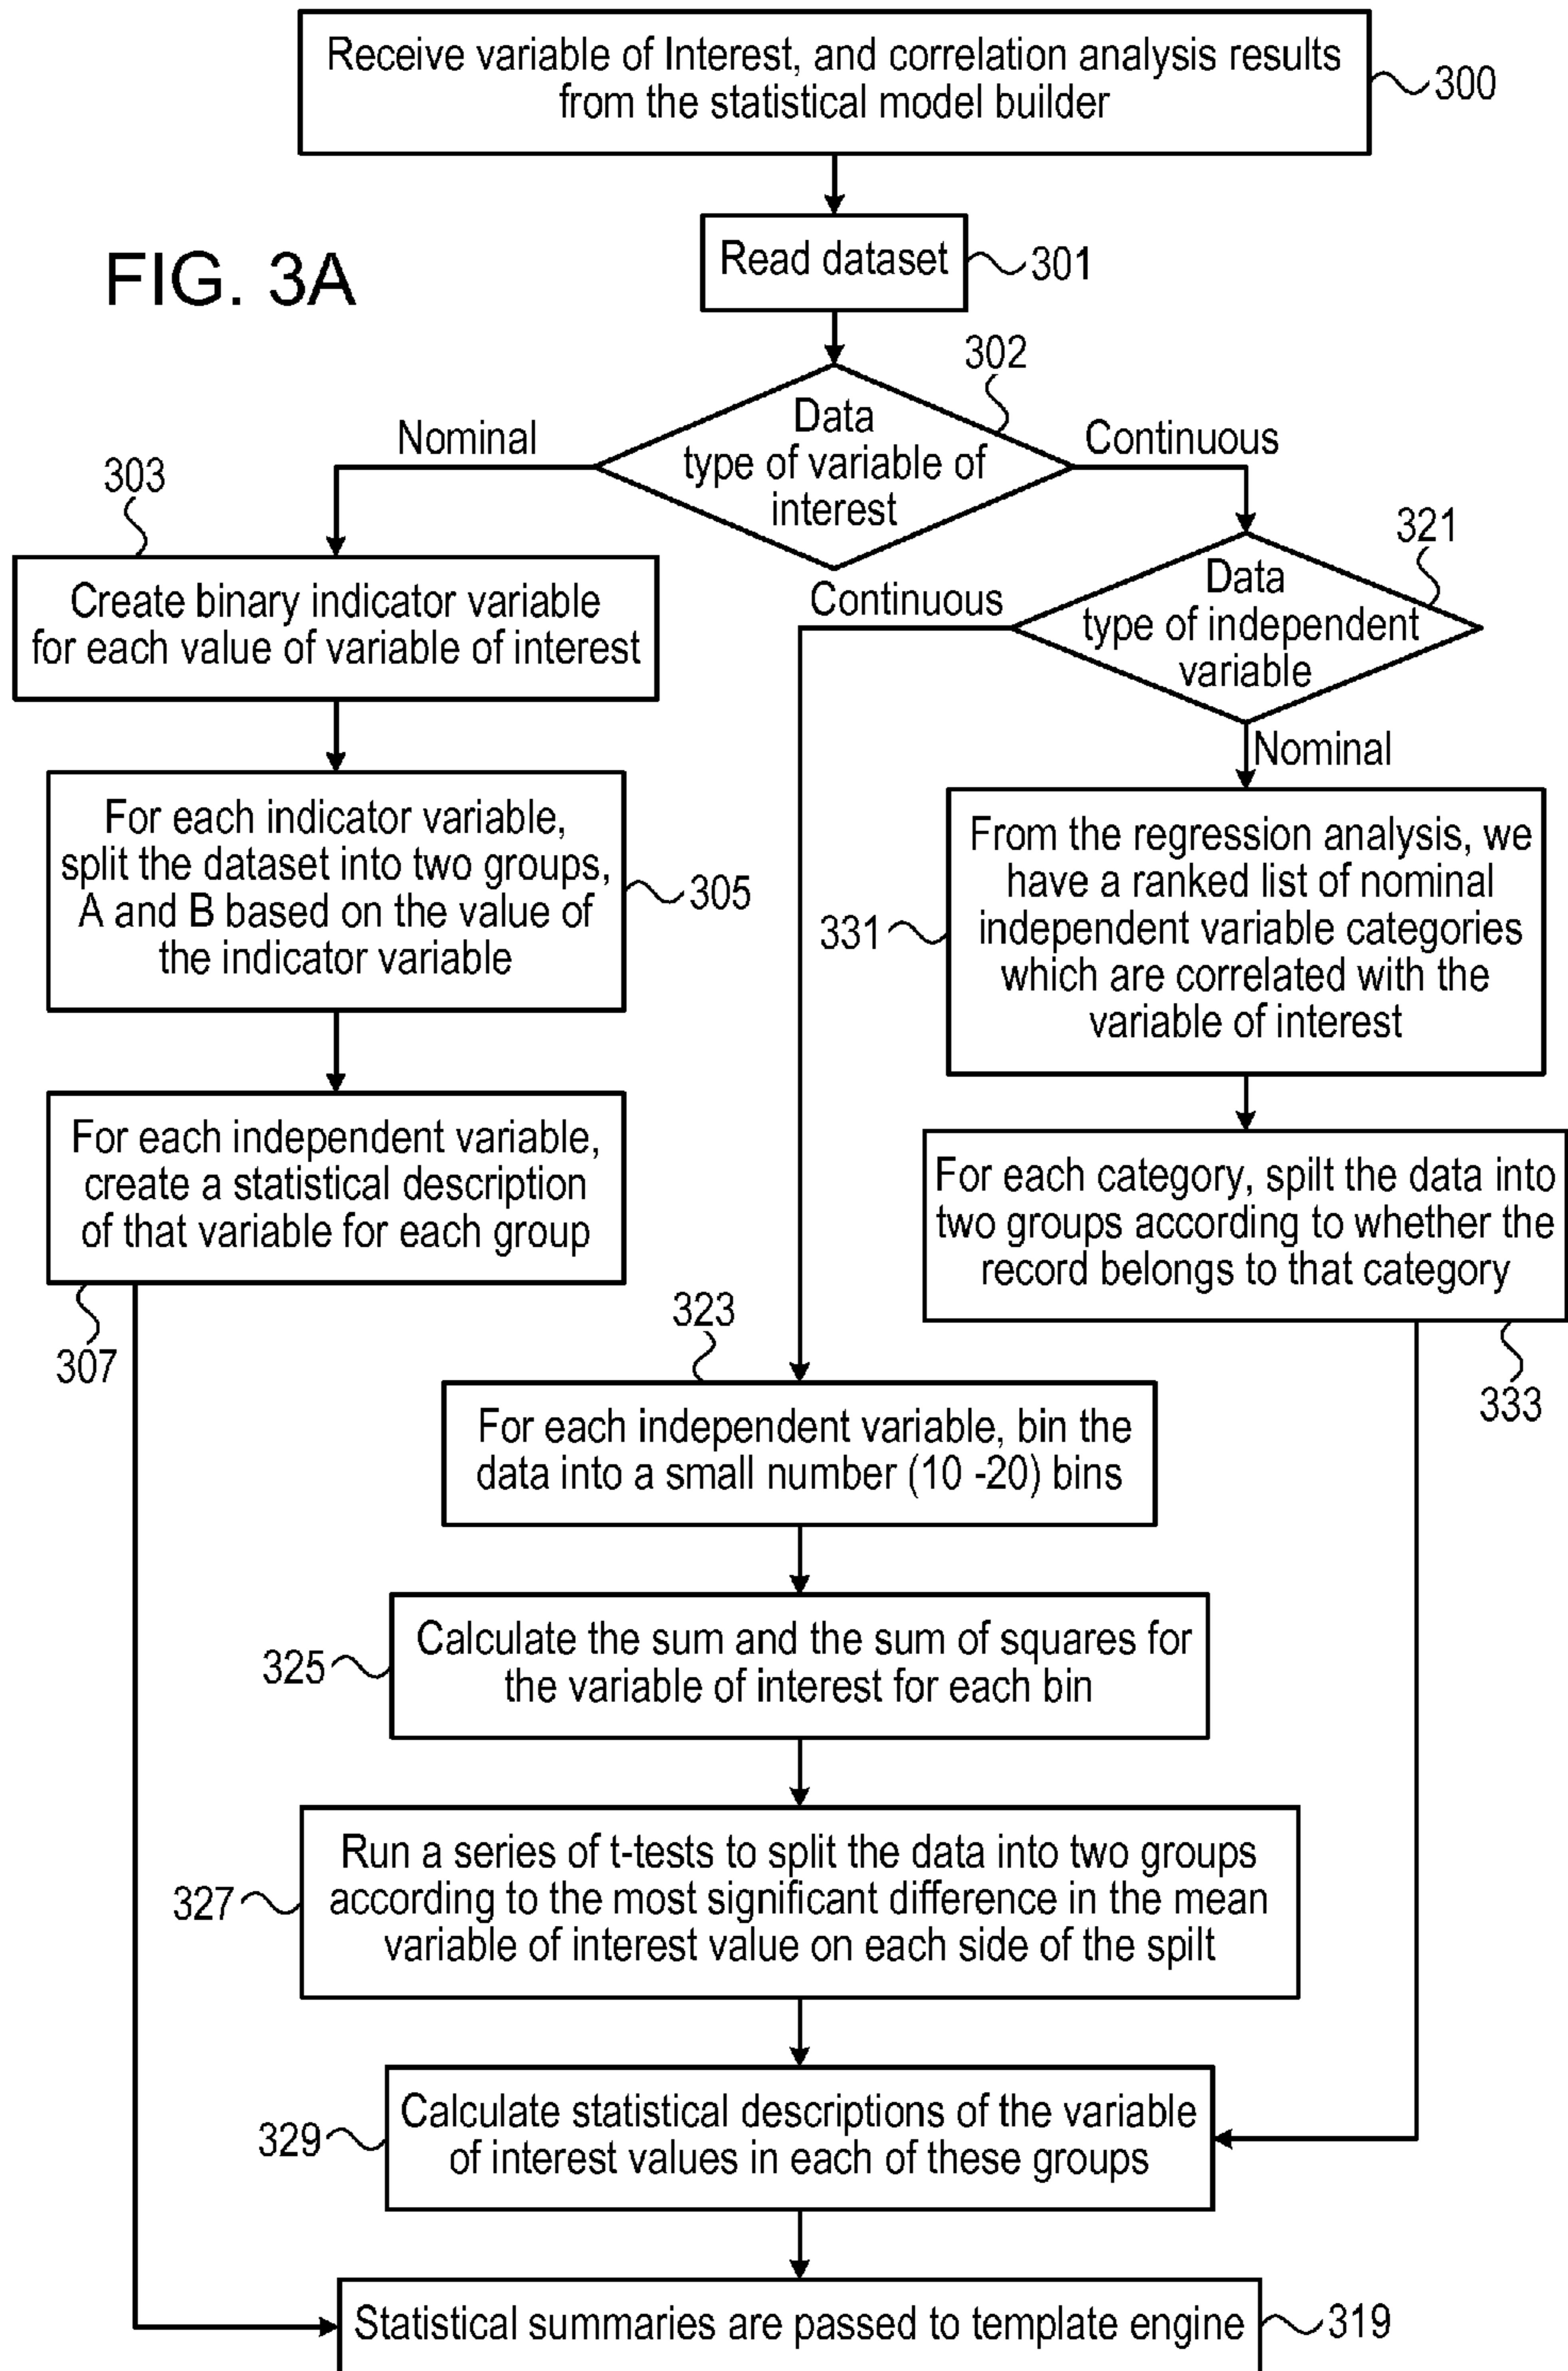 Receive variable of Interest, and correlation analysis results
from the statistical model builder
300
FIG. 3A
Read dataset
301
302
Data
type of variable of
interest
Nominal
Continuous
303
Create binary indicator variable
for each value of variable of interest
321
Data
type of independent
variable
Continuous
Nominal
For each indicator variable,
split the dataset into two groups,
A and B based on the value of
the indicator variable
305
331
From the regression analysis, we
have a ranked list of nominal
independent variable categories
which are correlated with the
variable of interest
For each independent variable,
create a statistical description
of that variable for each group
307
For each category, spilt the data into
two groups according to whether the
record belongs to that category
333
323
For each independent variable, bin the
data into a small number (10 -20) bins
325
Calculate the sum and the sum of squares for
the variable of interest for each bin
327
Run a series of t-tests to split the data into two groups
according to the most significant difference in the mean
variable of interest value on each side of the spilt
329
Calculate statistical descriptions of the variable
of interest values in each of these groups
Statistical summaries are passed to template engine
319